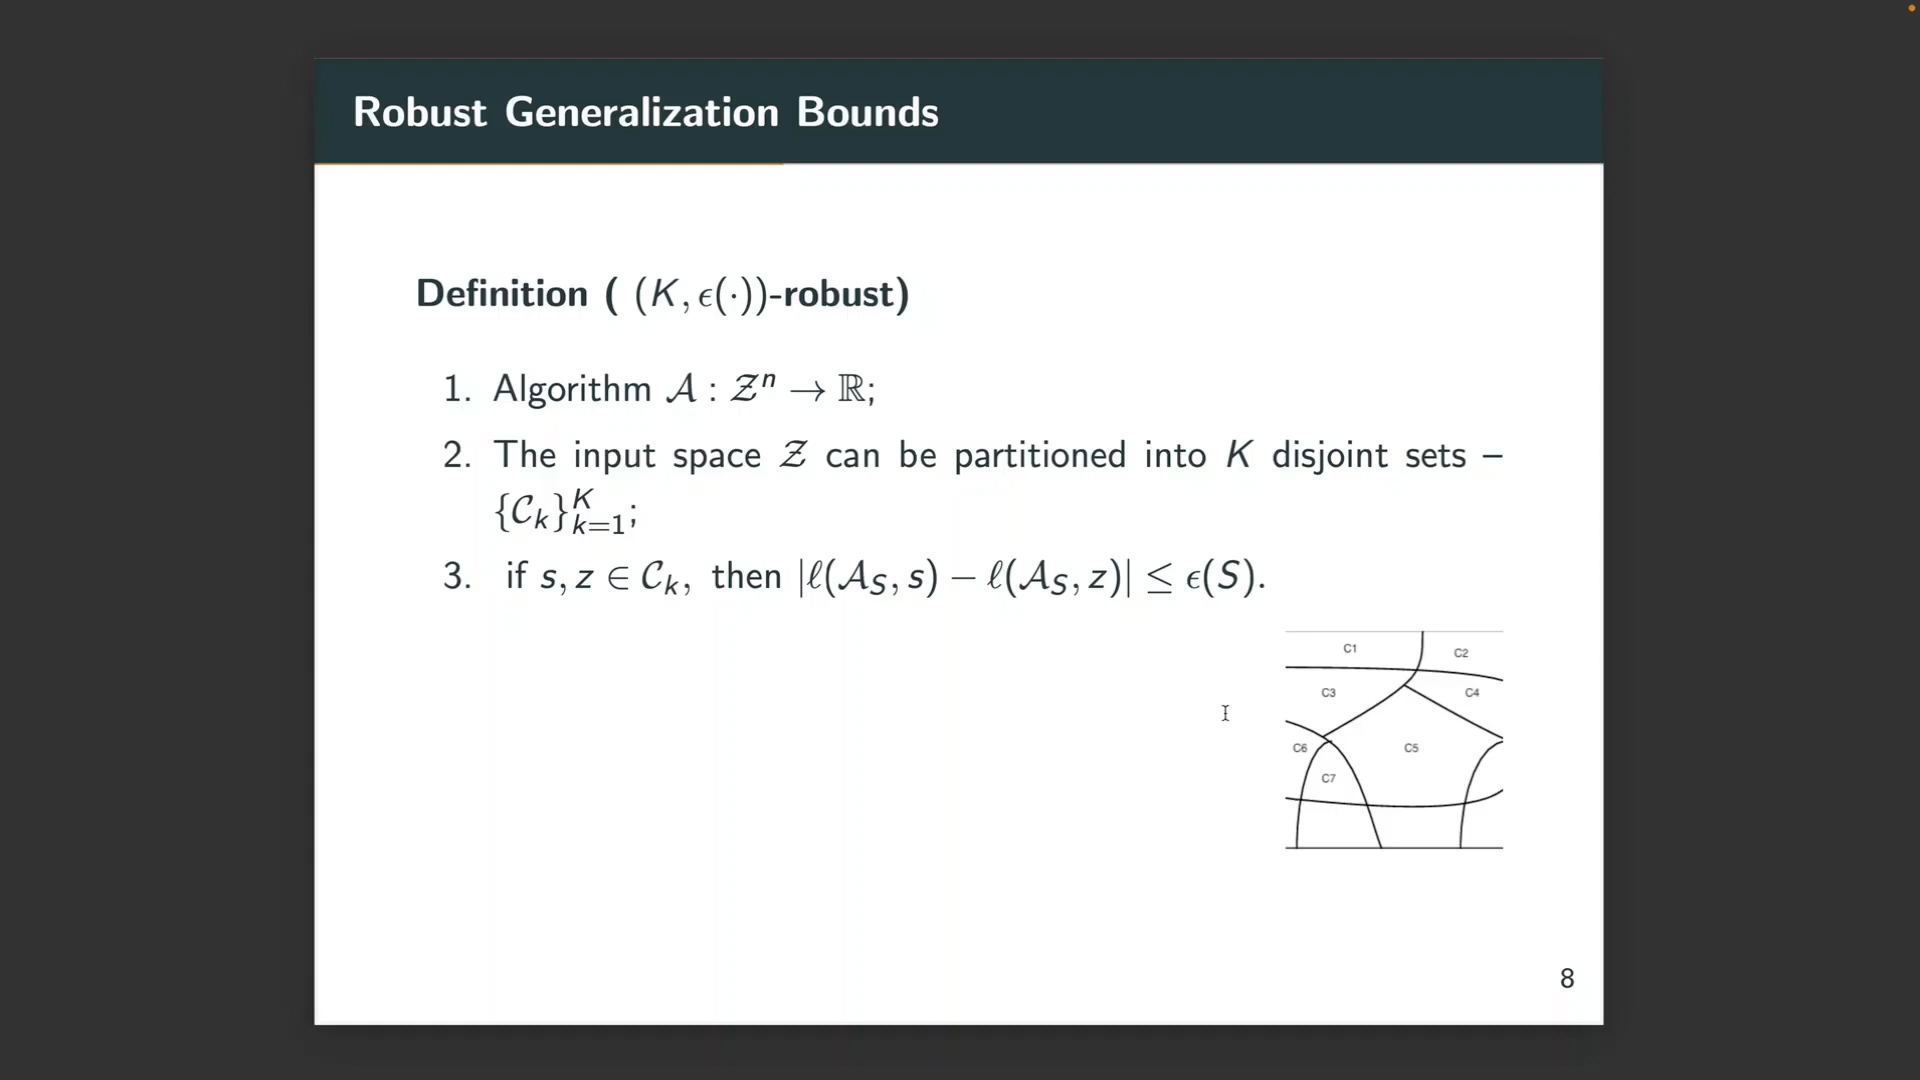 Robust Generalization Bounds
Definition ( (K, ϵ(·))-robust)
1. Algorithm 𝒜 : 𝒵ⁿ → ℝ;
2. The input space 𝒵 can be partitioned into K disjoint sets –
{𝒞ₖ}ᴷₖ₌₁;
3. if s, z ∈ 𝒞ₖ, then |ℓ(𝒜_S, s) − ℓ(𝒜_S, z)| ≤ ϵ(S).
C1 C2
C3 C4
C6 C5
C7
8